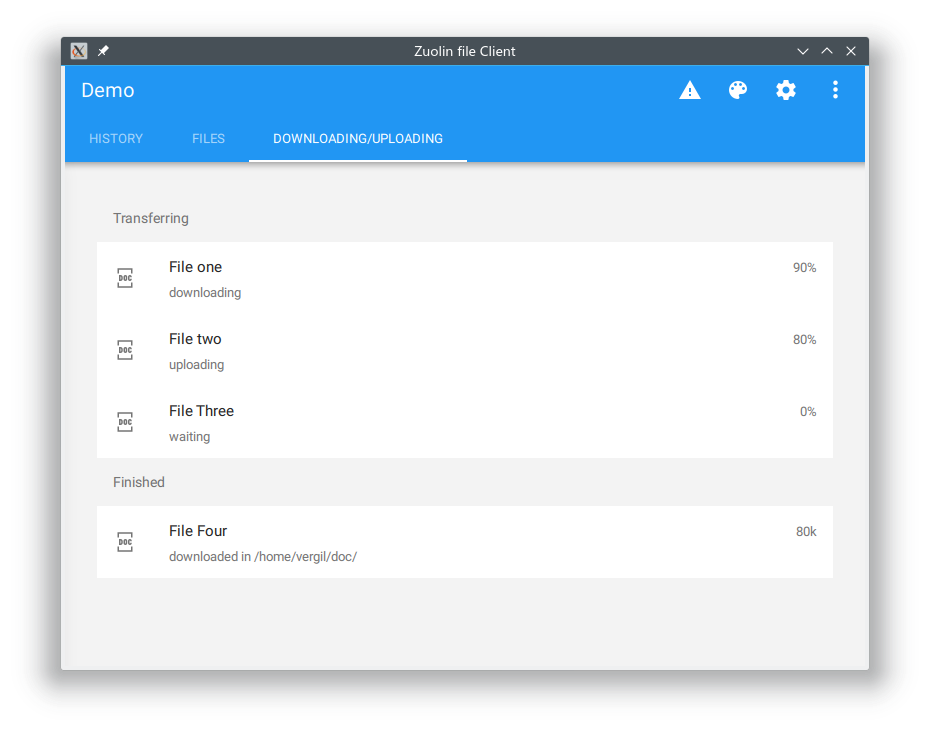 Zuolin file Client
Demo
HISTORY FILES DOWNLOADING/UPLOADING
Transferring
DOC File one 90%
downloading
DOC File two 80%
uploading
DOC File Three 0%
waiting
Finished
DOC File Four 80k
downloaded in /home/vergil/doc/